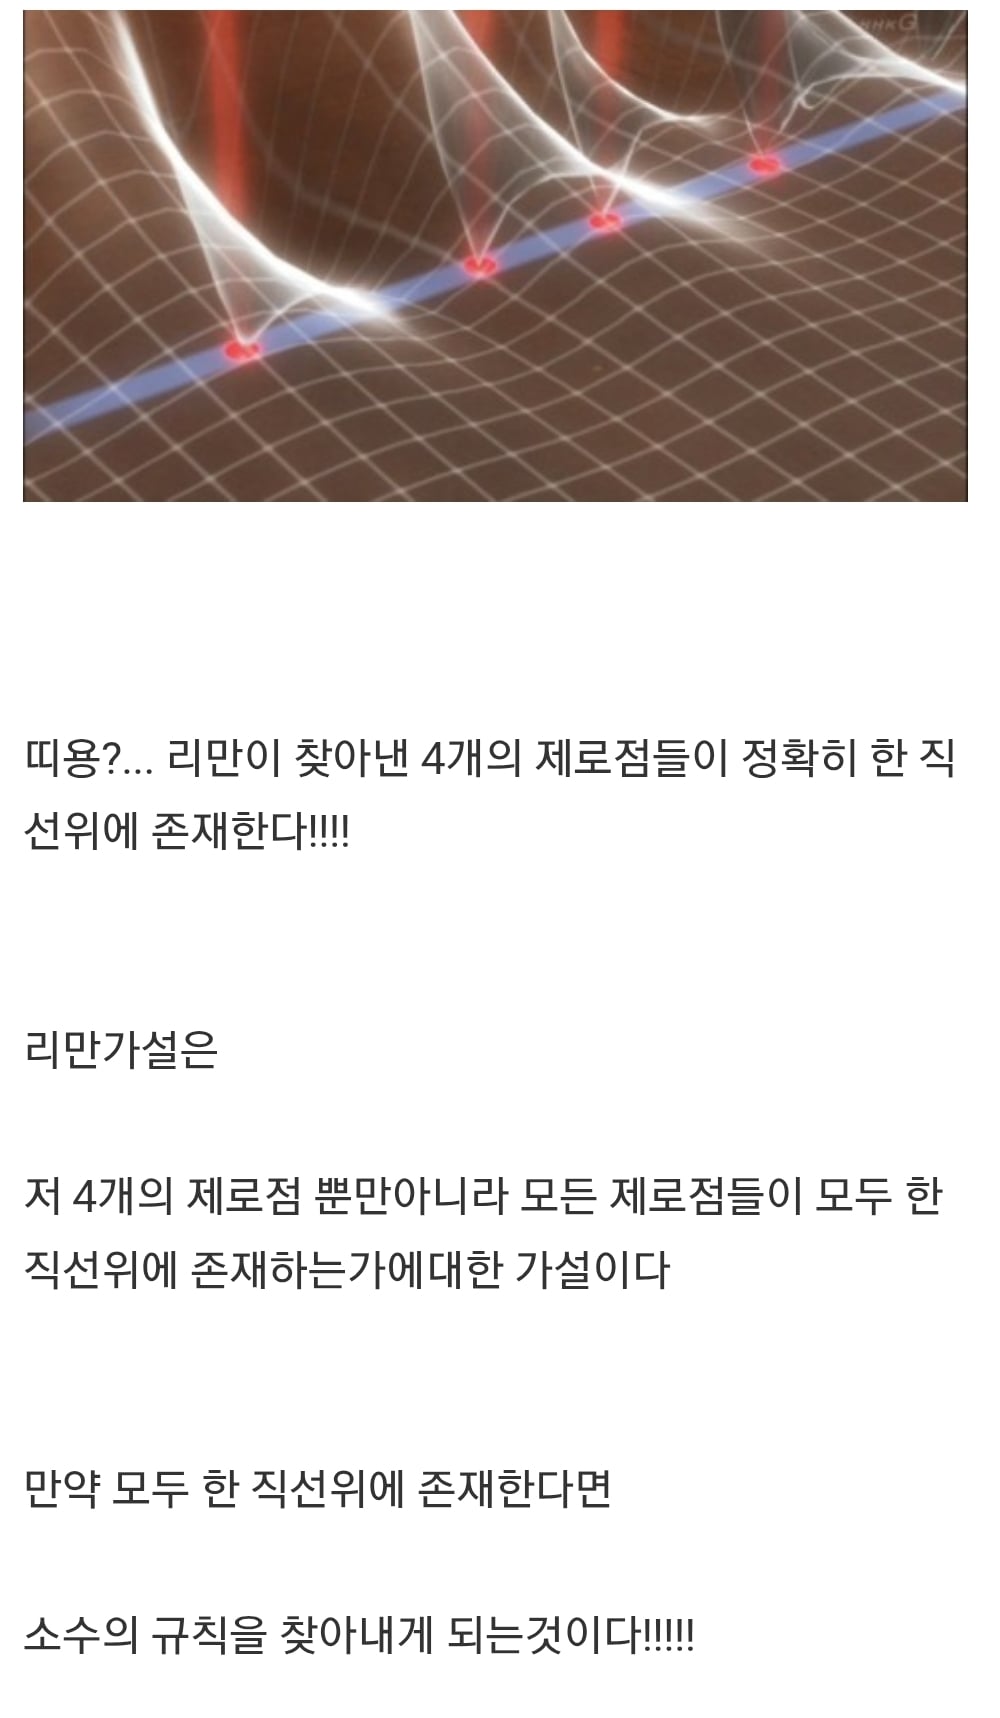 띠용?... 리만이 찾아낸 4개의 제로점들이 정확히 한 직
선위에 존재한다!!!!
리만가설은
저 4개의 제로점 뿐만아니라 모든 제로점들이 모두 한
직선위에 존재하는가에대한 가설이다
만약 모두 한 직선위에 존재한다면
소수의 규칙을 찾아내게 되는것이다!!!!!